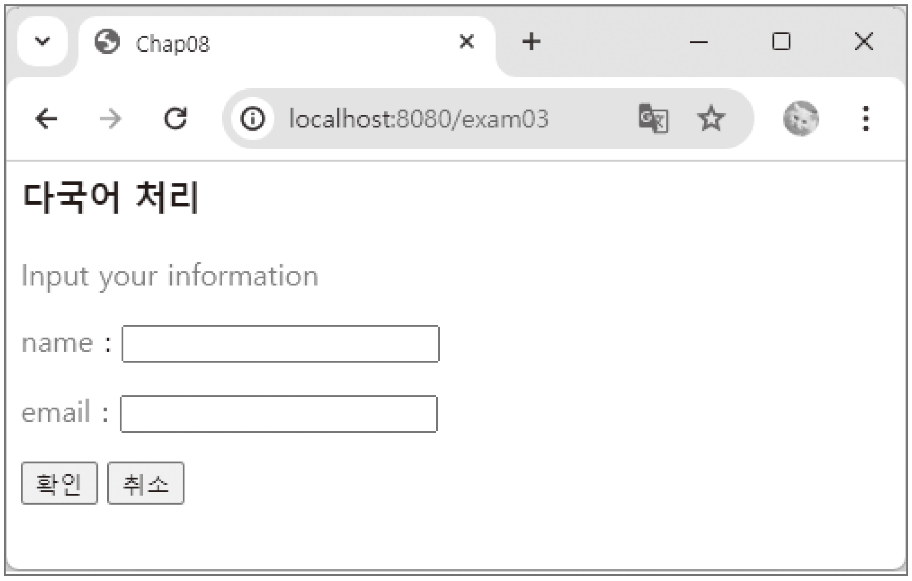 Chap08
localhost:8080/exam03
다국어 처리
Input your information
name :
email :
확인 취소